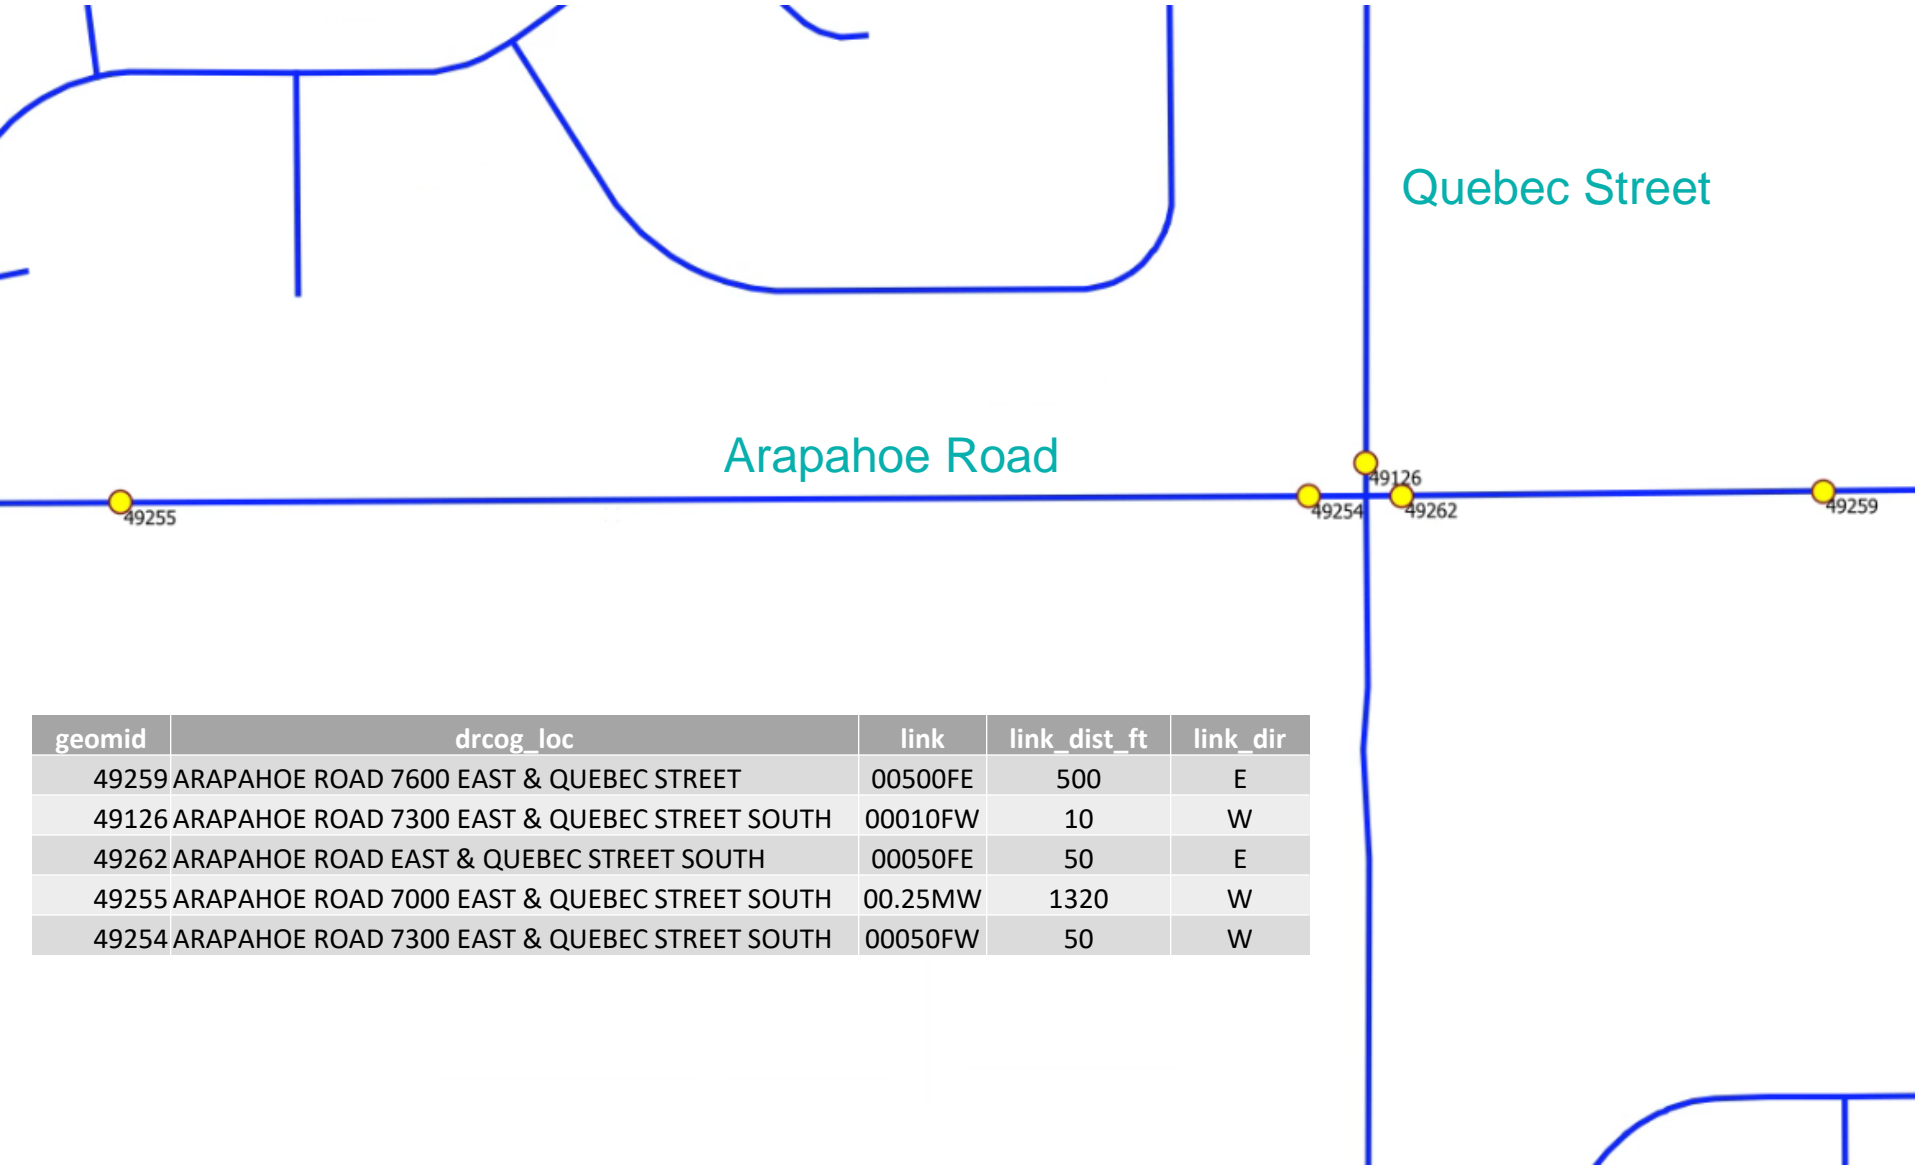 Quebec Street
Arapahoe Road
49126
49255
49254
49262
49259
geomid drcog_loc link link_dist_ft link_dir
49259 ARAPAHOE ROAD 7600 EAST & QUEBEC STREET 00500FE 500 E
49126 ARAPAHOE ROAD 7300 EAST & QUEBEC STREET SOUTH 00010FW 10 W
49262 ARAPAHOE ROAD EAST & QUEBEC STREET SOUTH 00050FE 50 E
49255 ARAPAHOE ROAD 7000 EAST & QUEBEC STREET SOUTH 00.25MW 1320 W
49254 ARAPAHOE ROAD 7300 EAST & QUEBEC STREET SOUTH 00050FW 50 W